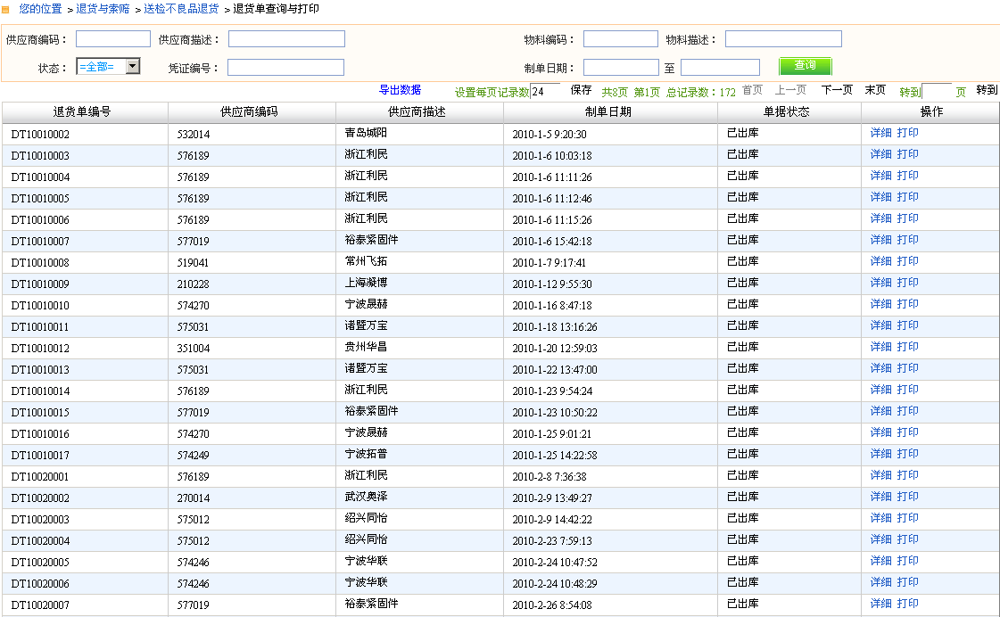 您的位置 >退货与索赔 >送检不良品退货 >退货单查询与打印
供应商编码： 供应商描述： 物料编码： 物料描述：
状态： =全部= 凭证编号： 制单日期： 至 查询
导出数据 设置每页记录数 24 保存 共8页 第1页 总记录数：172 首页 上一页 下一页 末页 转到 页 转到
退货单编号 供应商编码 供应商描述 制单日期 单据状态 操作
DT10010002 532014 青岛城阳 2010-1-5 9:20:30 已出库 详细 打印
DT10010003 576189 浙江利民 2010-1-6 10:03:18 已出库 详细 打印
DT10010004 576189 浙江利民 2010-1-6 11:11:26 已出库 详细 打印
DT10010005 576189 浙江利民 2010-1-6 11:12:46 已出库 详细 打印
DT10010006 576189 浙江利民 2010-1-6 11:15:26 已出库 详细 打印
DT10010007 577019 裕泰紧固件 2010-1-6 15:42:18 已出库 详细 打印
DT10010008 519041 常州飞拓 2010-1-7 9:17:41 已出库 详细 打印
DT10010009 210228 上海凝博 2010-1-12 9:55:30 已出库 详细 打印
DT10010010 574270 宁波晟赫 2010-1-16 8:47:18 已出库 详细 打印
DT10010011 575031 诸暨万宝 2010-1-18 13:16:26 已出库 详细 打印
DT10010012 351004 贵州华昌 2010-1-20 12:59:03 已出库 详细 打印
DT10010013 575031 诸暨万宝 2010-1-22 13:47:00 已出库 详细 打印
DT10010014 576189 浙江利民 2010-1-23 9:54:24 已出库 详细 打印
DT10010015 577019 裕泰紧固件 2010-1-23 10:50:22 已出库 详细 打印
DT10010016 574270 宁波晟赫 2010-1-25 9:01:21 已出库 详细 打印
DT10010017 574249 宁波拓普 2010-1-25 14:22:58 已出库 详细 打印
DT10020001 576189 浙江利民 2010-2-8 7:36:38 已出库 详细 打印
DT10020002 270014 武汉奥泽 2010-2-9 13:49:27 已出库 详细 打印
DT10020003 575012 绍兴同怡 2010-2-9 14:42:22 已出库 详细 打印
DT10020004 575012 绍兴同怡 2010-2-23 7:59:13 已出库 详细 打印
DT10020005 574246 宁波华联 2010-2-24 10:47:52 已出库 详细 打印
DT10020006 574246 宁波华联 2010-2-24 10:48:29 已出库 详细 打印
DT10020007 577019 裕泰紧固件 2010-2-26 8:54:08 已出库 详细 打印